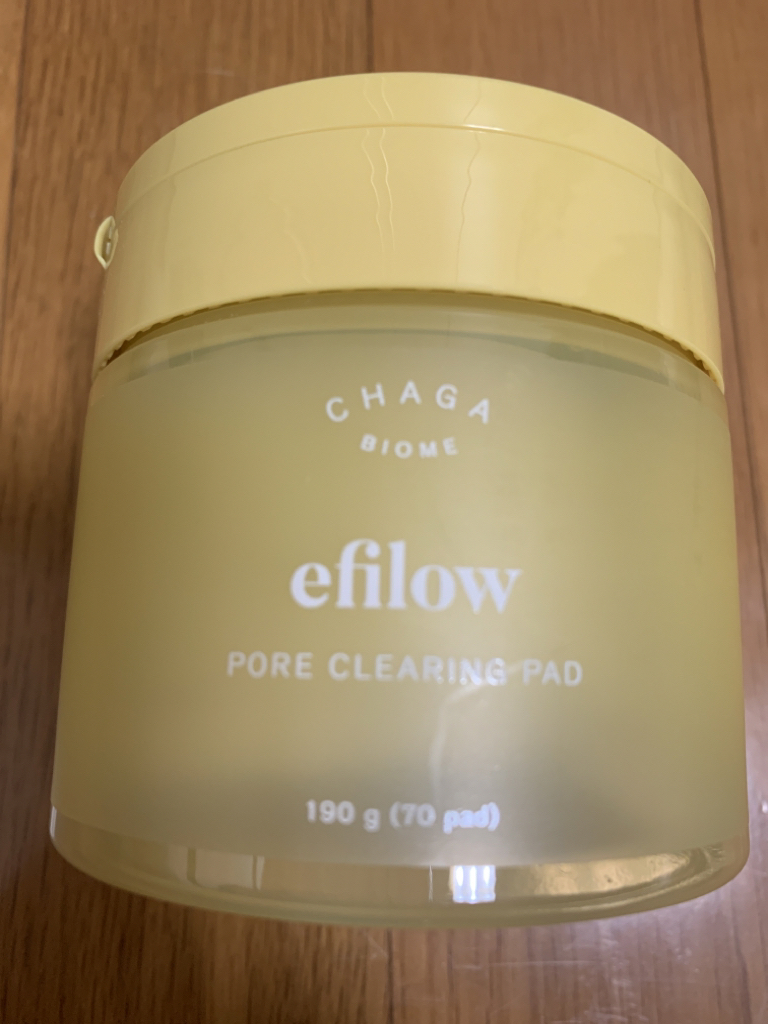 CHAGA
BIOME
efilow
PORE CLEARING PAD
190 g (70 pad)